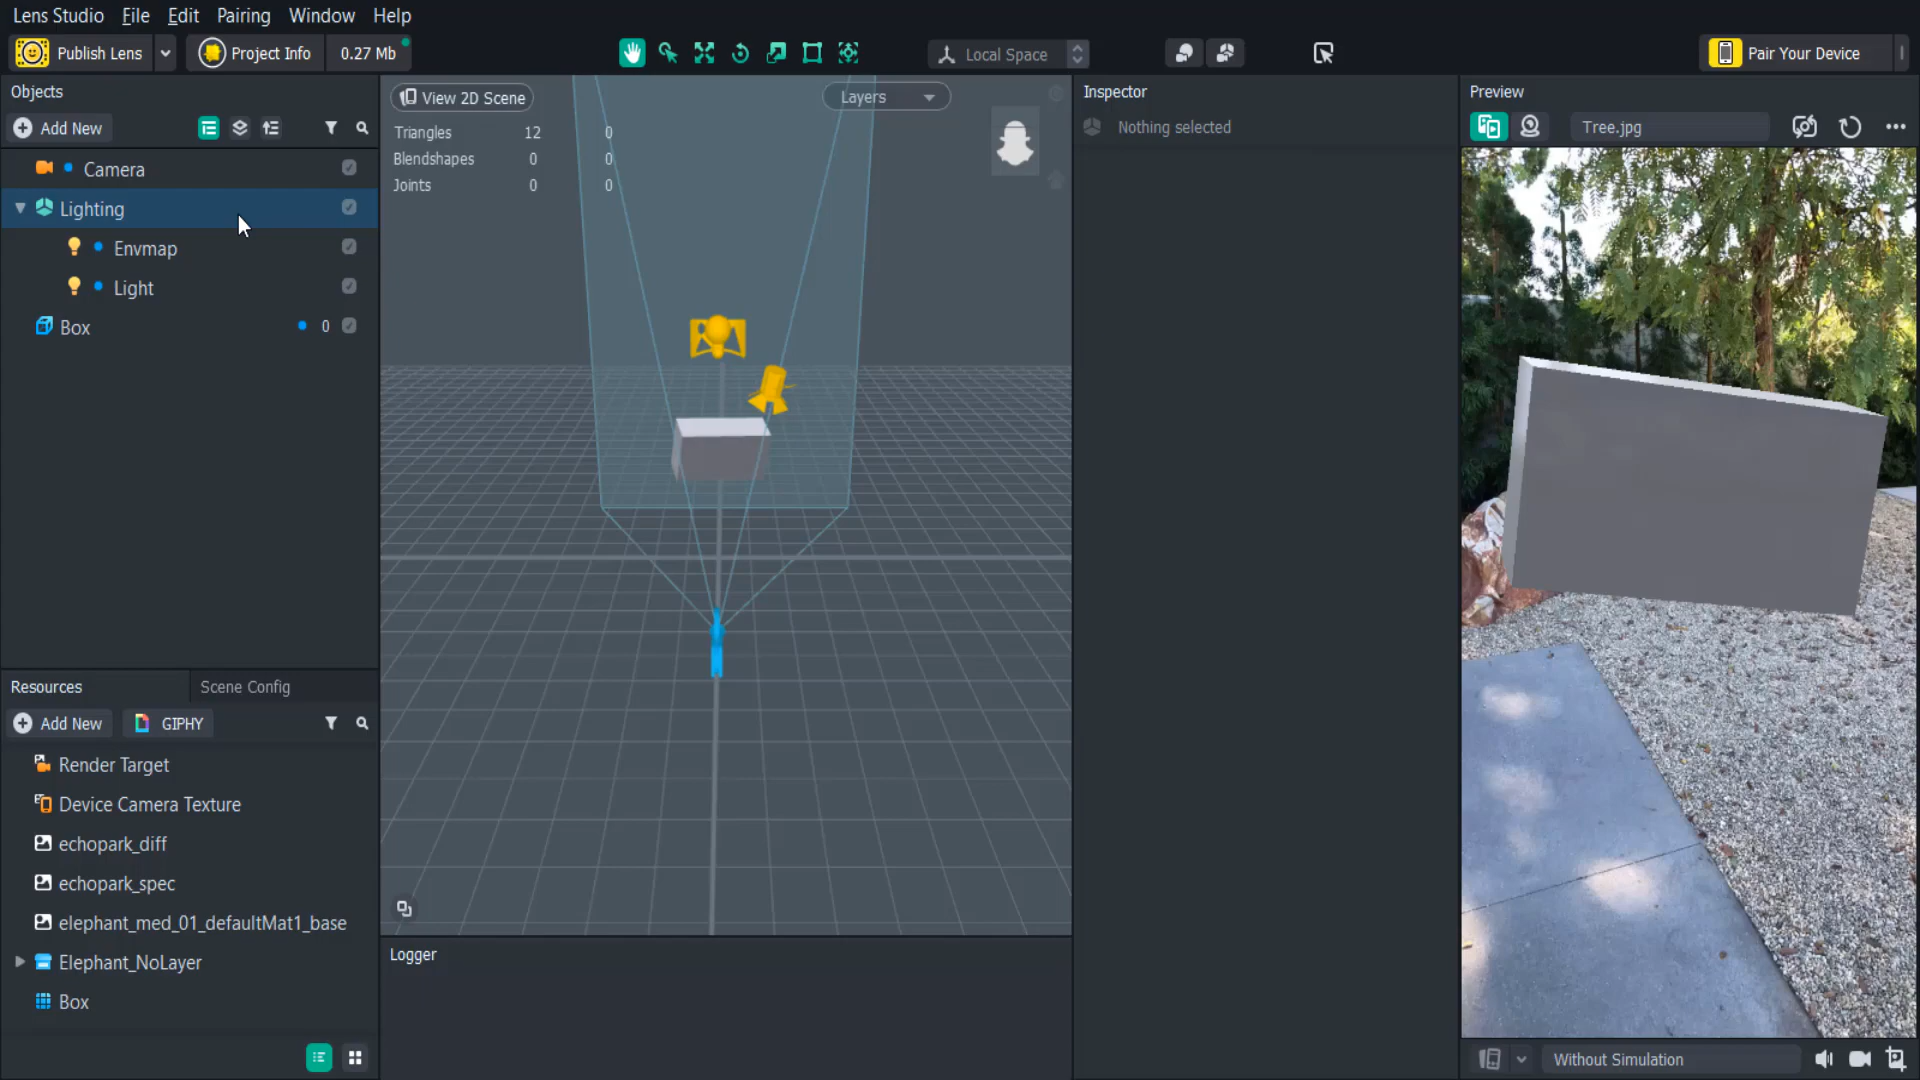 Lens Studio File Edit Pairing Window Help
Publish Lens Project Info 0.27 Mb Local Space Pair Your Device
Objects
Add New
Camera
Lighting
Envmap
Light
Box 0
View 2D Scene Layers
Triangles 12 0
Blendshapes 0 0
Joints 0 0
Inspector
Nothing selected
Preview
Tree.jpg
Resources Scene Config
Add New GIPHY
Render Target
Device Camera Texture
echopark_diff
echopark_spec
elephant_med_01_defaultMat1_base
Elephant_NoLayer
Box
Logger
Without Simulation